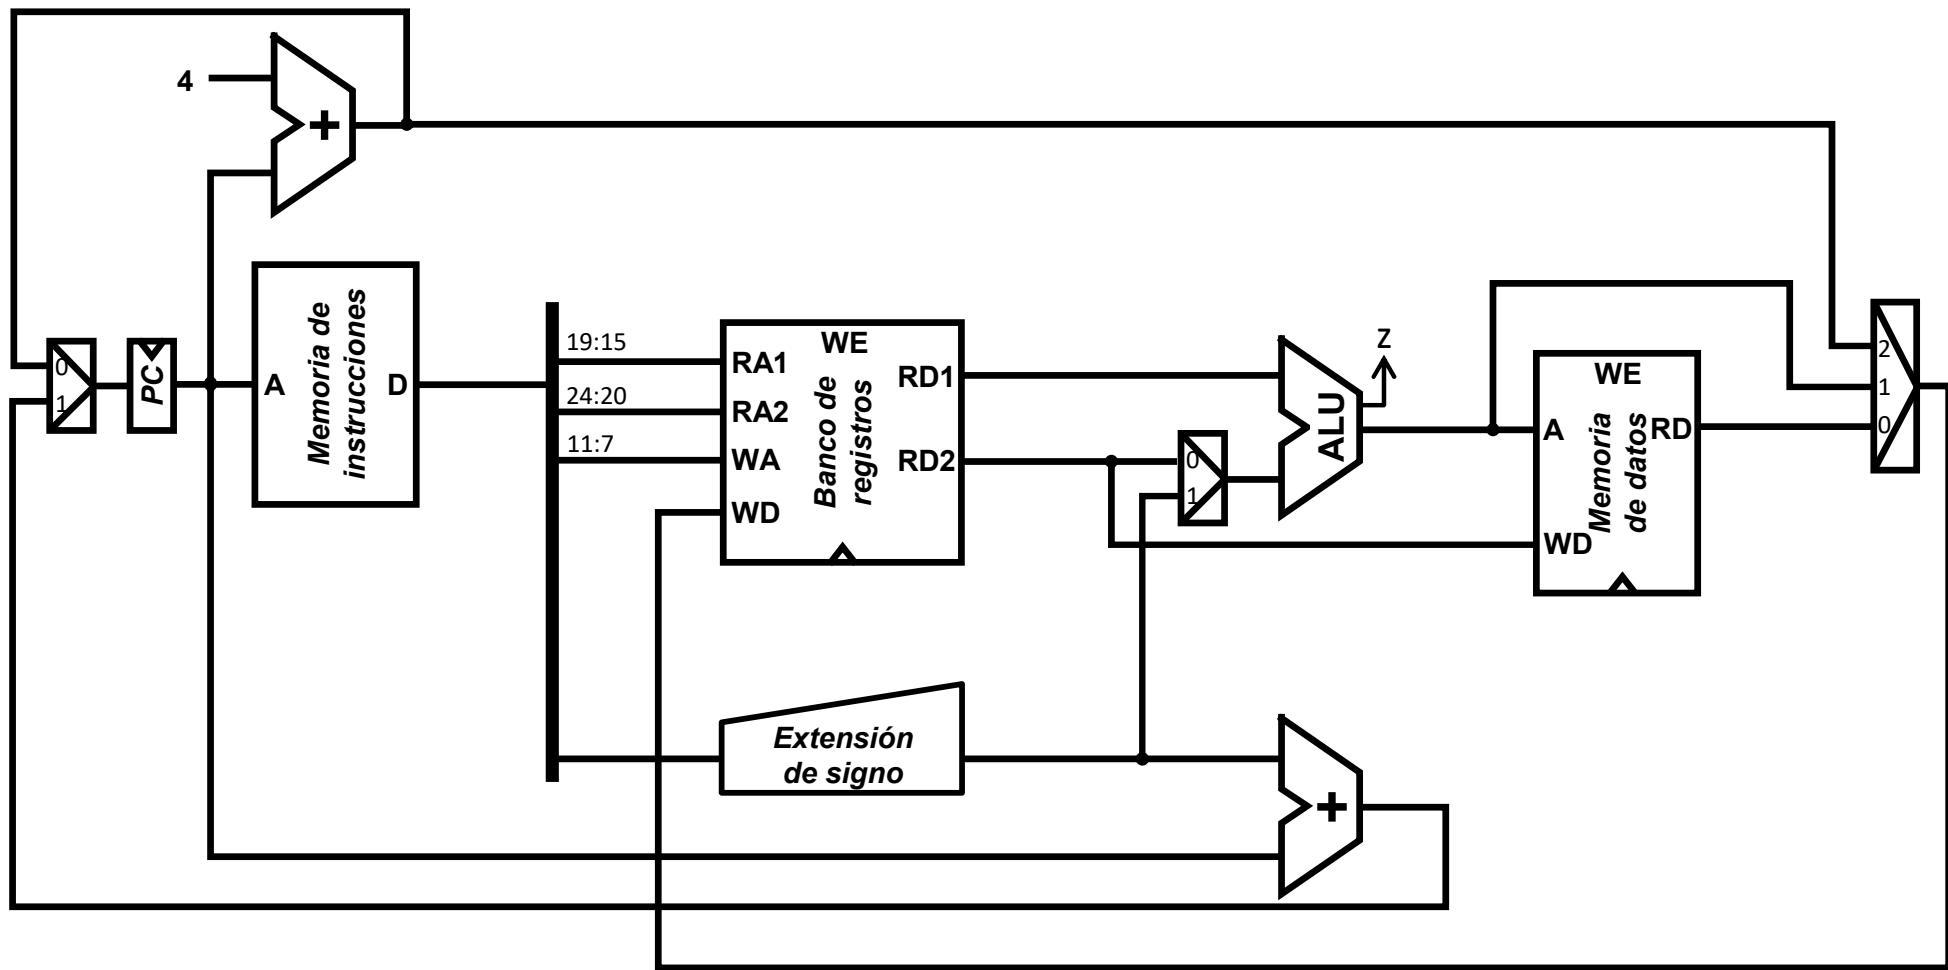 4
+
0
1
PC
A
Memoria de
instrucciones
D
19:15
24:20
11:7
RA1
RA2
WA
WD
WE
Banco de
registros
RD1
RD2
0
1
ALU
Z
A
WE
Memoria
de datos
RD
WD
2
1
0
Extensión
de signo
+